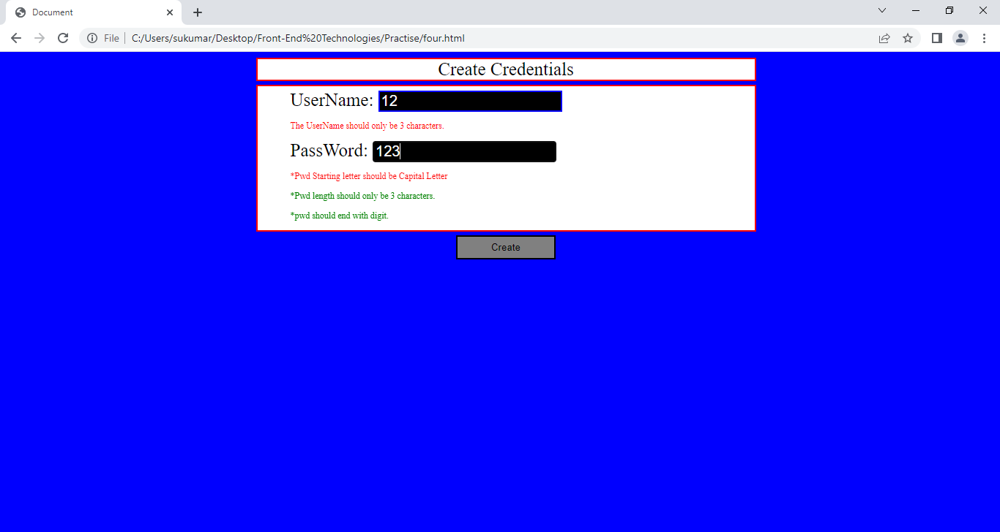 Document
File C:/Users/sukumar/Desktop/Front-End%20Technologies/Practise/four.html
Create Credentials
UserName: 12
The UserName should only be 3 characters.
PassWord: 123
*Pwd Starting letter should be Capital Letter
*Pwd length should only be 3 characters.
*pwd should end with digit.
Create